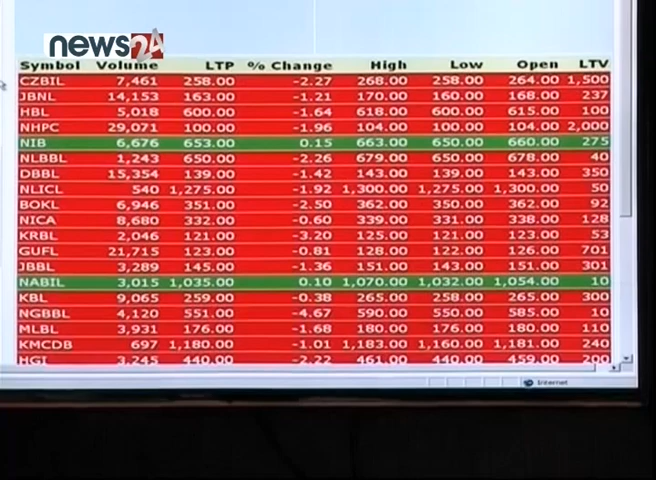 news24
Symbol Volume LTP % Change High Low Open LTV
CZBIL 7,461 258.00 -2.27 268.00 258.00 264.00 1,500
JBNL 14,153 163.00 -1.21 170.00 160.00 168.00 237
HBL 5,018 600.00 -1.64 618.00 600.00 615.00 100
NHPC 29,071 100.00 -1.96 104.00 100.00 104.00 2,000
NIB 6,676 653.00 0.15 663.00 650.00 660.00 275
NLBBL 1,243 650.00 -2.26 679.00 650.00 678.00 40
DBBL 15,354 139.00 -1.42 143.00 139.00 143.00 350
NLICL 540 1,275.00 -1.92 1,300.00 1,275.00 1,300.00 50
BOKL 6,946 351.00 -2.50 362.00 350.00 362.00 92
NICA 8,680 332.00 -0.60 339.00 331.00 338.00 128
KRBL 2,046 121.00 -3.20 125.00 121.00 123.00 53
GUFL 21,715 123.00 -0.81 128.00 122.00 126.00 701
JBBL 3,289 145.00 -1.36 151.00 143.00 151.00 301
NABIL 3,015 1,035.00 0.10 1,070.00 1,032.00 1,054.00 10
KBL 9,065 259.00 -0.38 265.00 258.00 265.00 300
NGBBL 4,120 551.00 -4.67 590.00 550.00 585.00 10
MLBL 3,931 176.00 -1.68 180.00 176.00 180.00 110
KMCDB 697 1,180.00 -1.01 1,183.00 1,160.00 1,181.00 240
HGI 3,245 440.00 -2.22 461.00 440.00 459.00 200
Internet